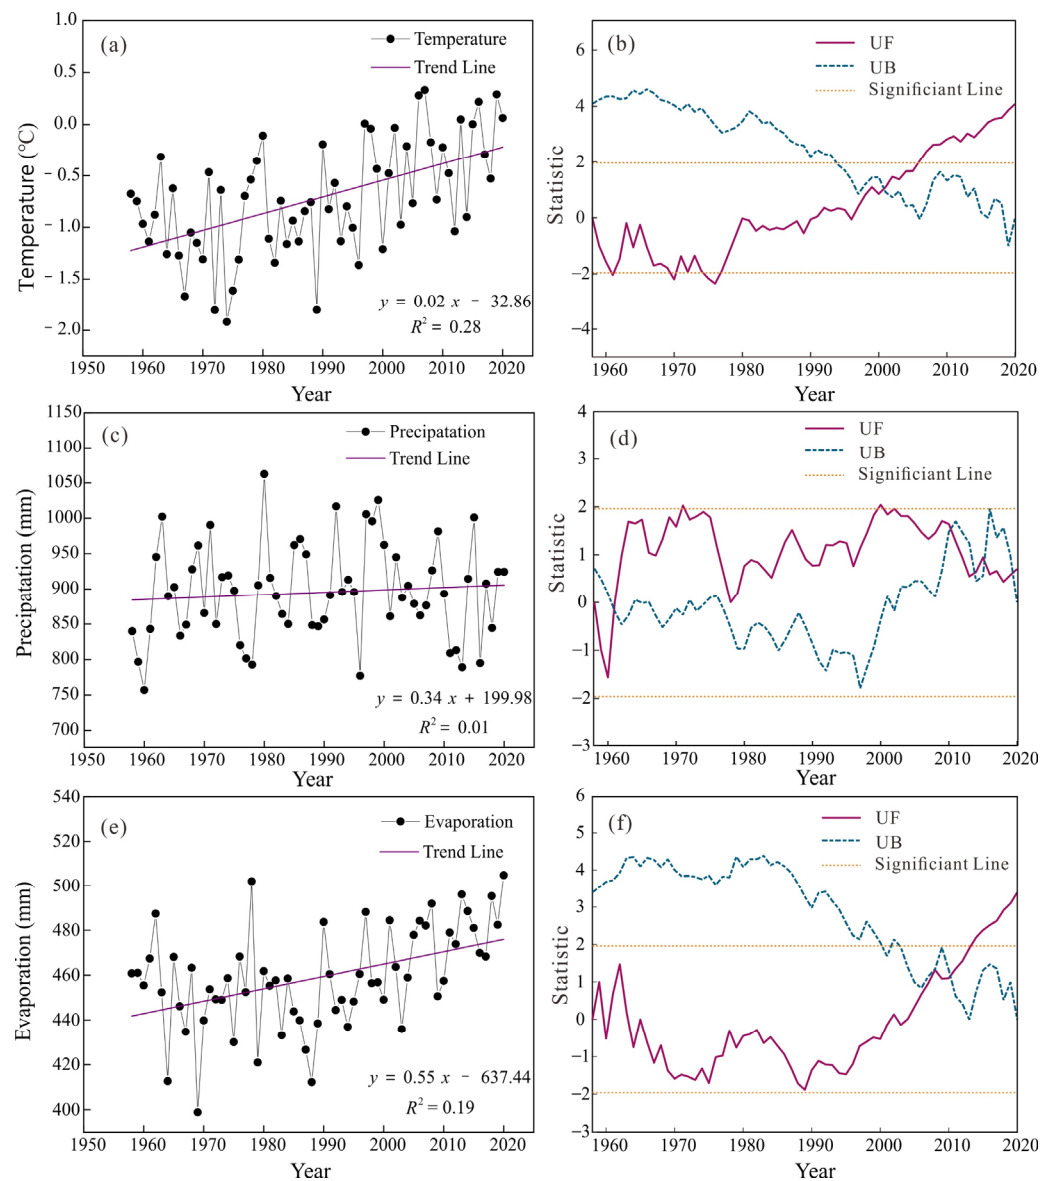 (a)
Temperature
Trend Line
1.0
0.5
0.0
− 0.5
− 1.0
− 1.5
− 2.0
Temperature (°C)
y = 0.02 x − 32.86
R² = 0.28
1950 1960 1970 1980 1990 2000 2010 2020
Year
(b)
UF
UB
Significiant Line
6
4
2
0
−2
−4
Statistic
1960 1970 1980 1990 2000 2010 2020
Year
(c)
Precipatation
Trend Line
1150
1100
1050
1000
950
900
850
800
750
700
Precipatation (mm)
y = 0.34 x + 199.98
R² = 0.01
1950 1960 1970 1980 1990 2000 2010 2020
Year
(d)
UF
UB
Significiant Line
4
3
2
1
0
−1
−2
−3
Statistic
1960 1970 1980 1990 2000 2010 2020
Year
(e)
Evaporation
Trend Line
540
520
500
480
460
440
420
400
Evaporation (mm)
y = 0.55 x − 637.44
R² = 0.19
1950 1960 1970 1980 1990 2000 2010 2020
Year
(f)
UF
UB
Significiant Line
6
5
4
3
2
1
0
−1
−2
−3
Statistic
1960 1970 1980 1990 2000 2010 2020
Year